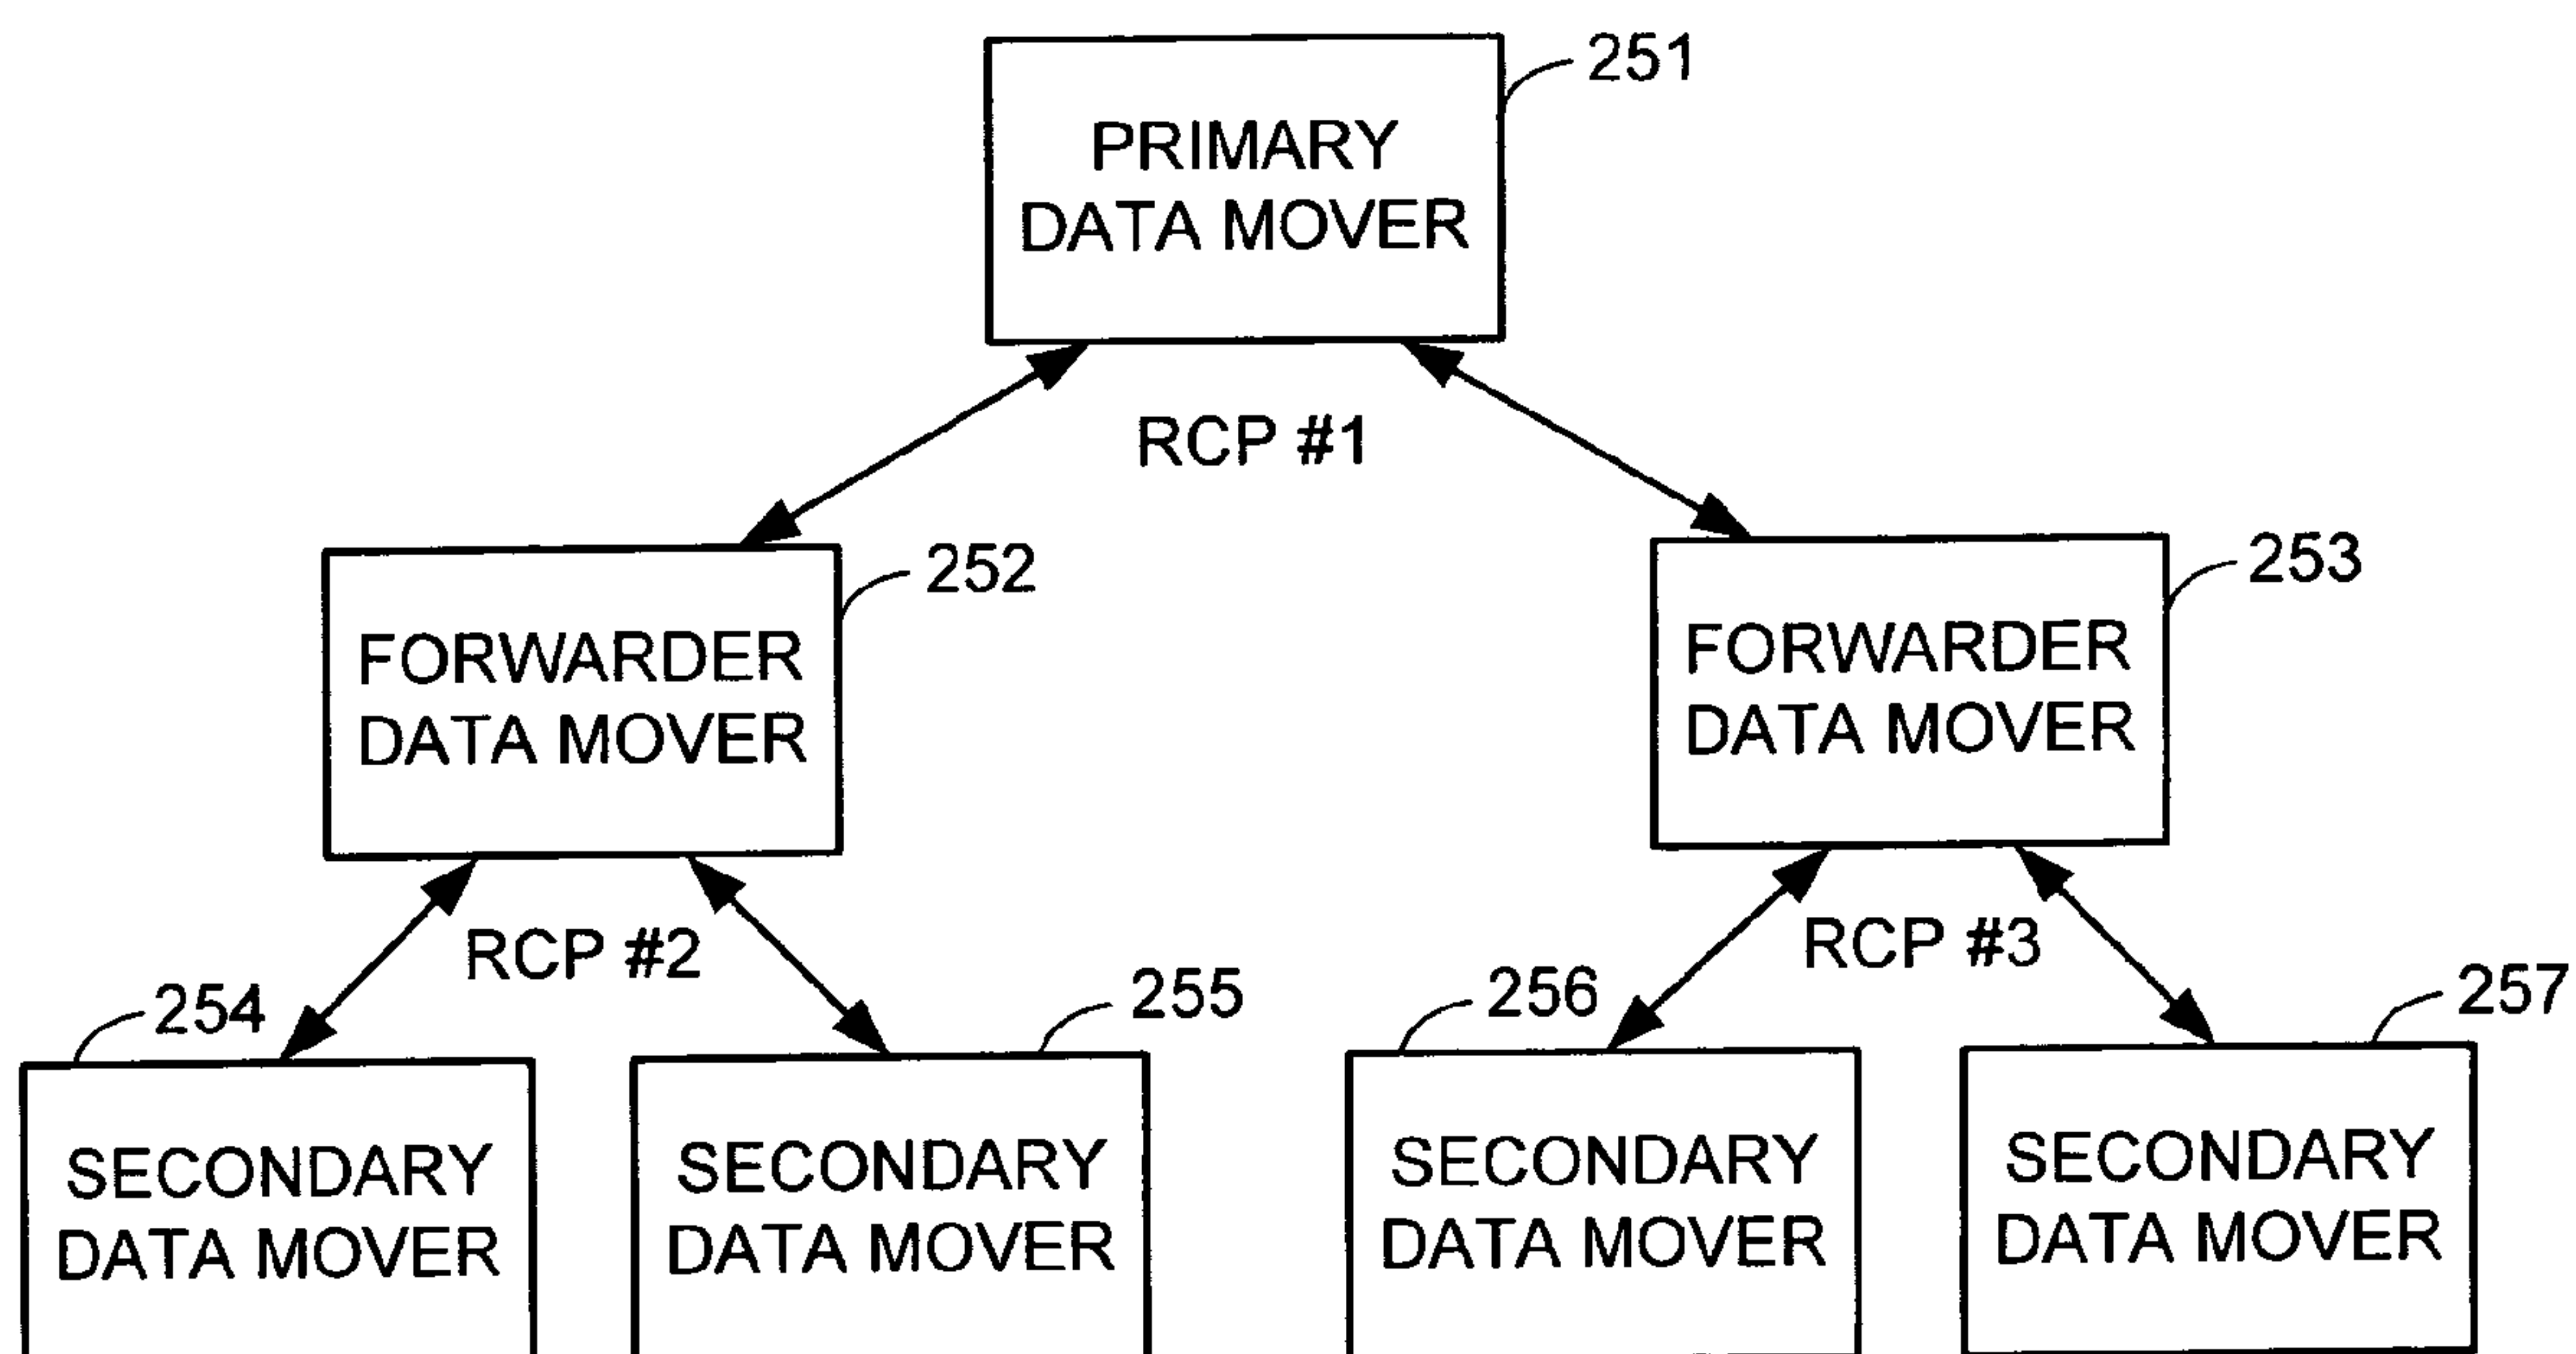 251
PRIMARY
DATA MOVER
RCP #1
252
FORWARDER
DATA MOVER
253
FORWARDER
DATA MOVER
RCP #2
RCP #3
254
SECONDARY
DATA MOVER
255
SECONDARY
DATA MOVER
256
SECONDARY
DATA MOVER
257
SECONDARY
DATA MOVER